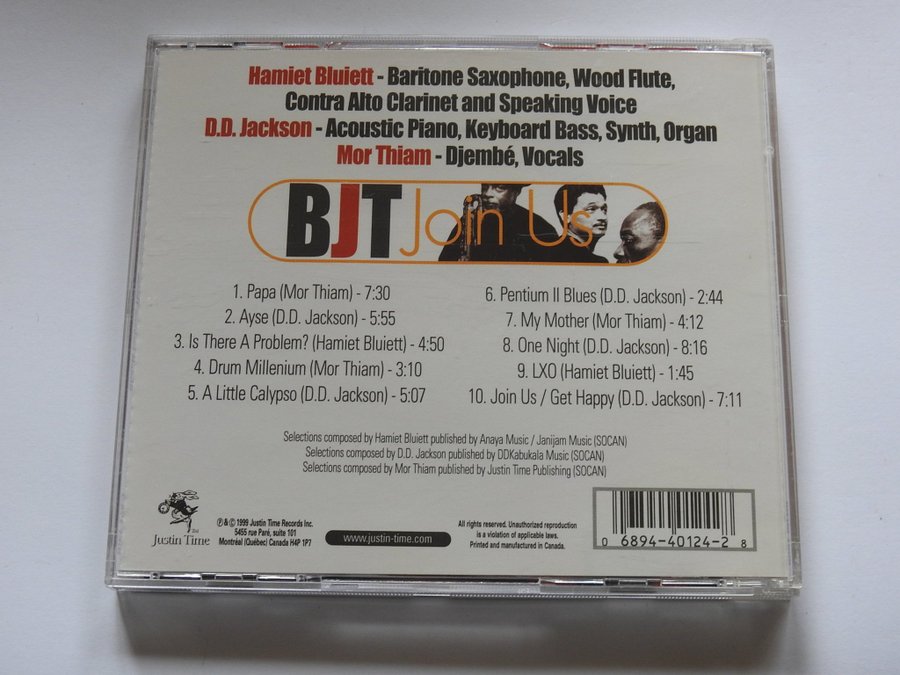 Hamiet Bluiett - Baritone Saxophone, Wood Flute,
Contra Alto Clarinet and Speaking Voice
D.D. Jackson - Acoustic Piano, Keyboard Bass, Synth, Organ
Mor Thiam - Djembé, Vocals
BJT Join Us
1. Papa (Mor Thiam) - 7:30
2. Ayse (D.D. Jackson) - 5:55
3. Is There A Problem? (Hamiet Bluiett) - 4:50
4. Drum Millenium (Mor Thiam) - 3:10
5. A Little Calypso (D.D. Jackson) - 5:07
6. Pentium II Blues (D.D. Jackson) - 2:44
7. My Mother (Mor Thiam) - 4:12
8. One Night (D.D. Jackson) - 8:16
9. LXO (Hamiet Bluiett) - 1:45
10. Join Us / Get Happy (D.D. Jackson) - 7:11
Selections composed by Hamiet Bluiett published by Anaya Music / Janijam Music (SOCAN)
Selections composed by D.D. Jackson published by DDKabukala Music (SOCAN)
Selections composed by Mor Thiam published by Justin Time Publishing (SOCAN)
Justin Time
℗ & © 1999 Justin Time Records Inc.
5455 rue Paré, suite 101
Montréal (Québec) Canada H4P 1P7
www.justin-time.com
All rights reserved. Unauthorized reproduction
is a violation of applicable laws.
Printed and manufactured in Canada.
0 6894-40124-2 8